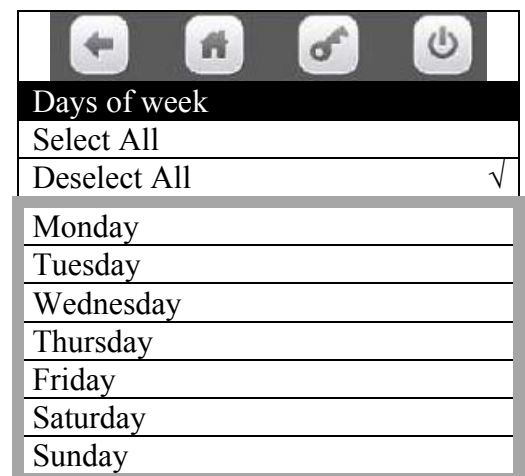 Days of week
Select All
Deselect All √
Monday
Tuesday
Wednesday
Thursday
Friday
Saturday
Sunday